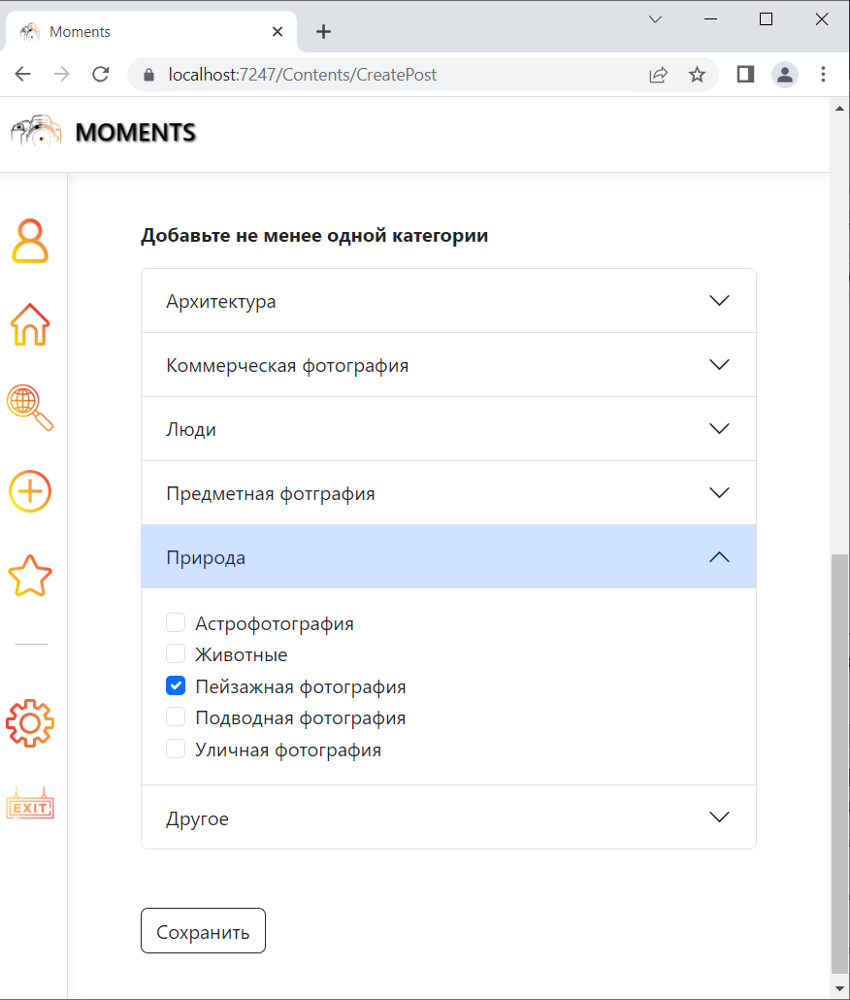 Moments
localhost:7247/Contents/CreatePost
MOMENTS
Добавьте не менее одной категории
Архитектура
Коммерческая фотография
Люди
Предметная фотграфия
Природа
Астрофотография
Животные
Пейзажная фотография
Подводная фотография
Уличная фотография
EXIT
Другое
Сохранить